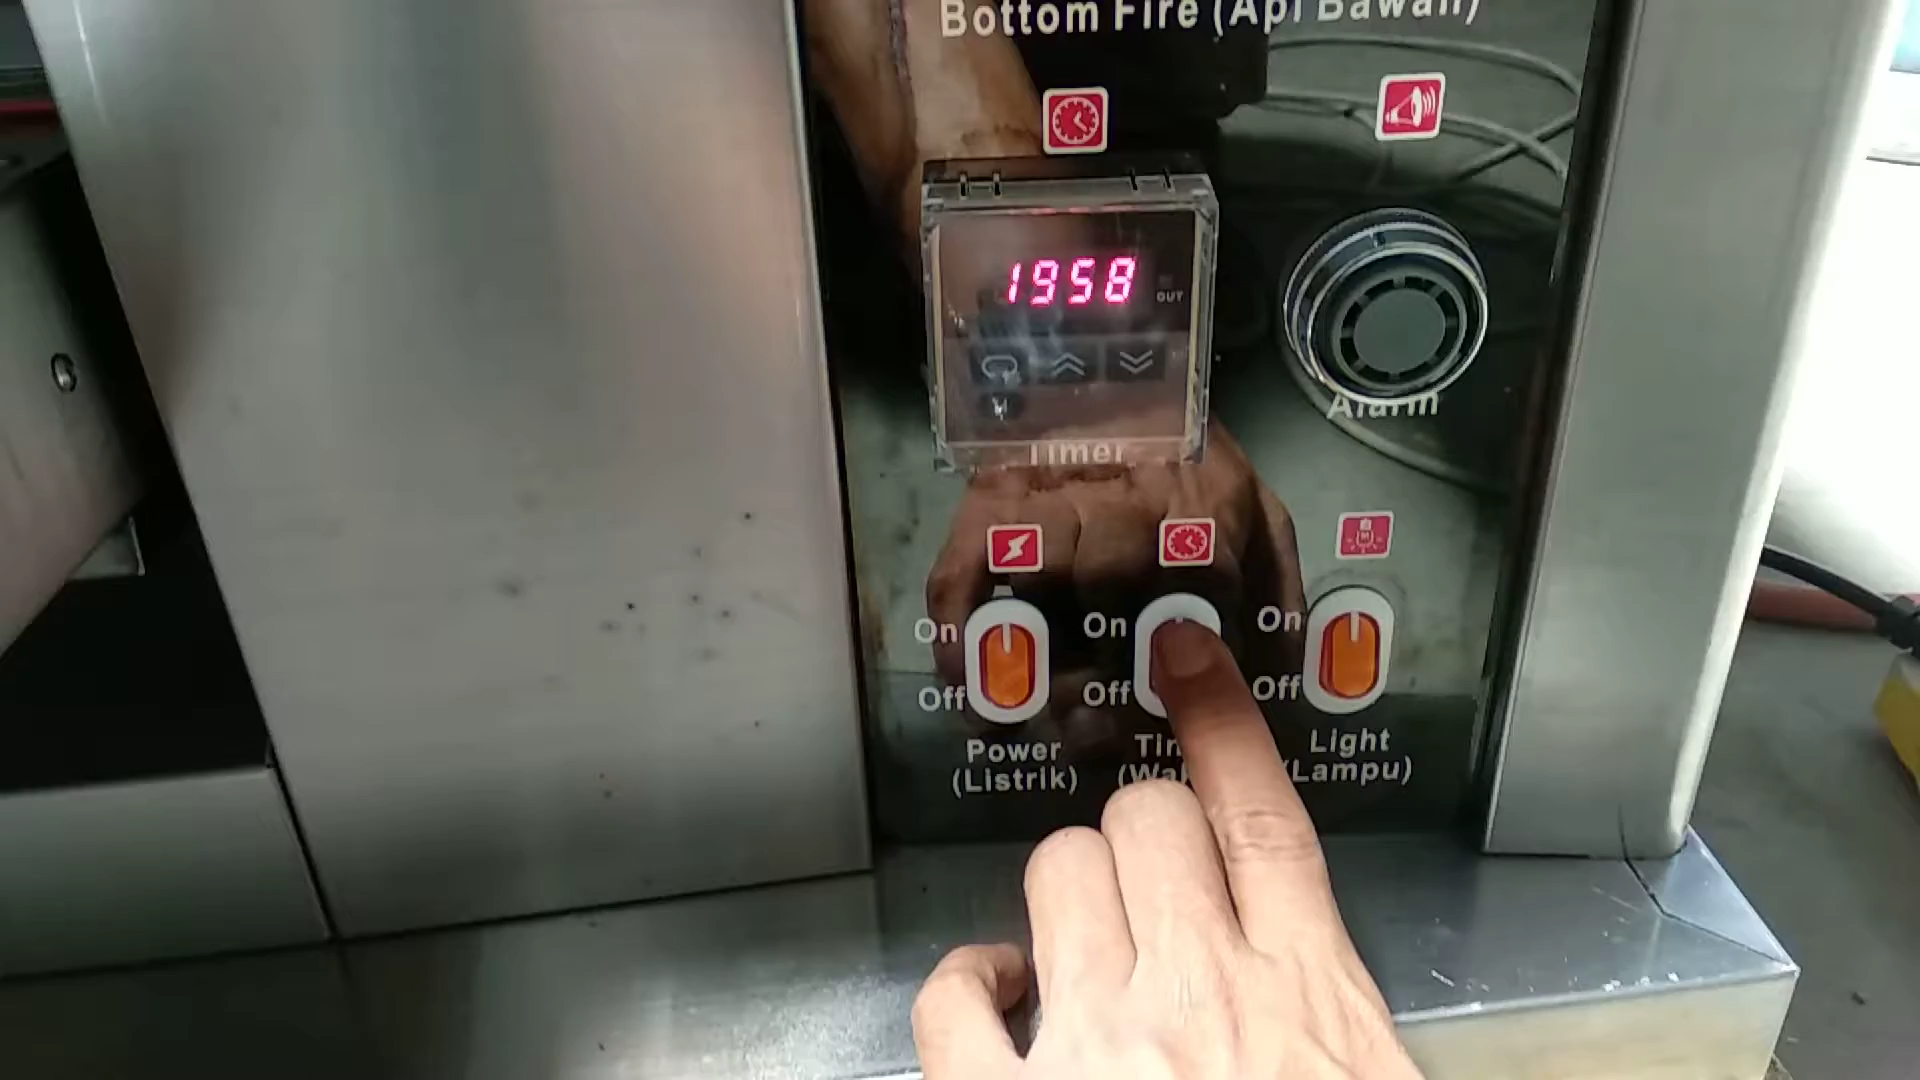 Bottom Fire (Api Bawah)
1958
OUT
Timer
Alarm
On
On
On
Off
Off
Off
Power
(Listrik)
Light
(Lampu)